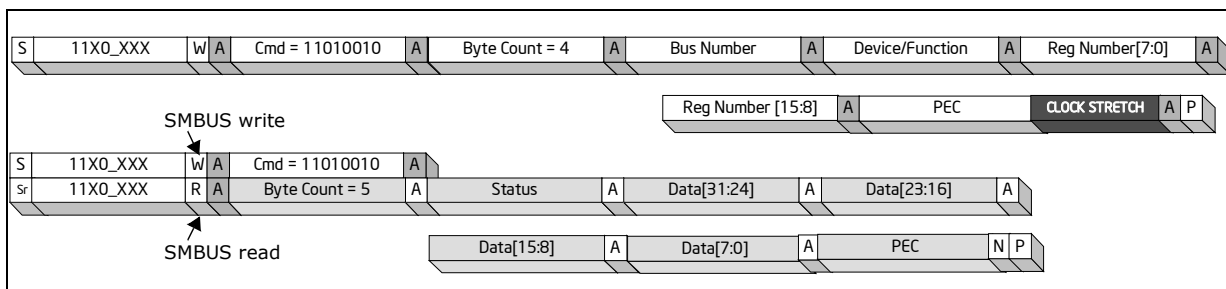 S 11X0_XXX W A Cmd = 11010010 A Byte Count = 4 A Bus Number A Device/Function A Reg Number[7:0] A
Reg Number [15:8] A PEC CLOCK STRETCH A P
SMBUS write
S 11X0_XXX W A Cmd = 11010010 A
Sr 11X0_XXX R A Byte Count = 5 A Status A Data[31:24] A Data[23:16] A
SMBUS read
Data[15:8] A Data[7:0] A PEC N P